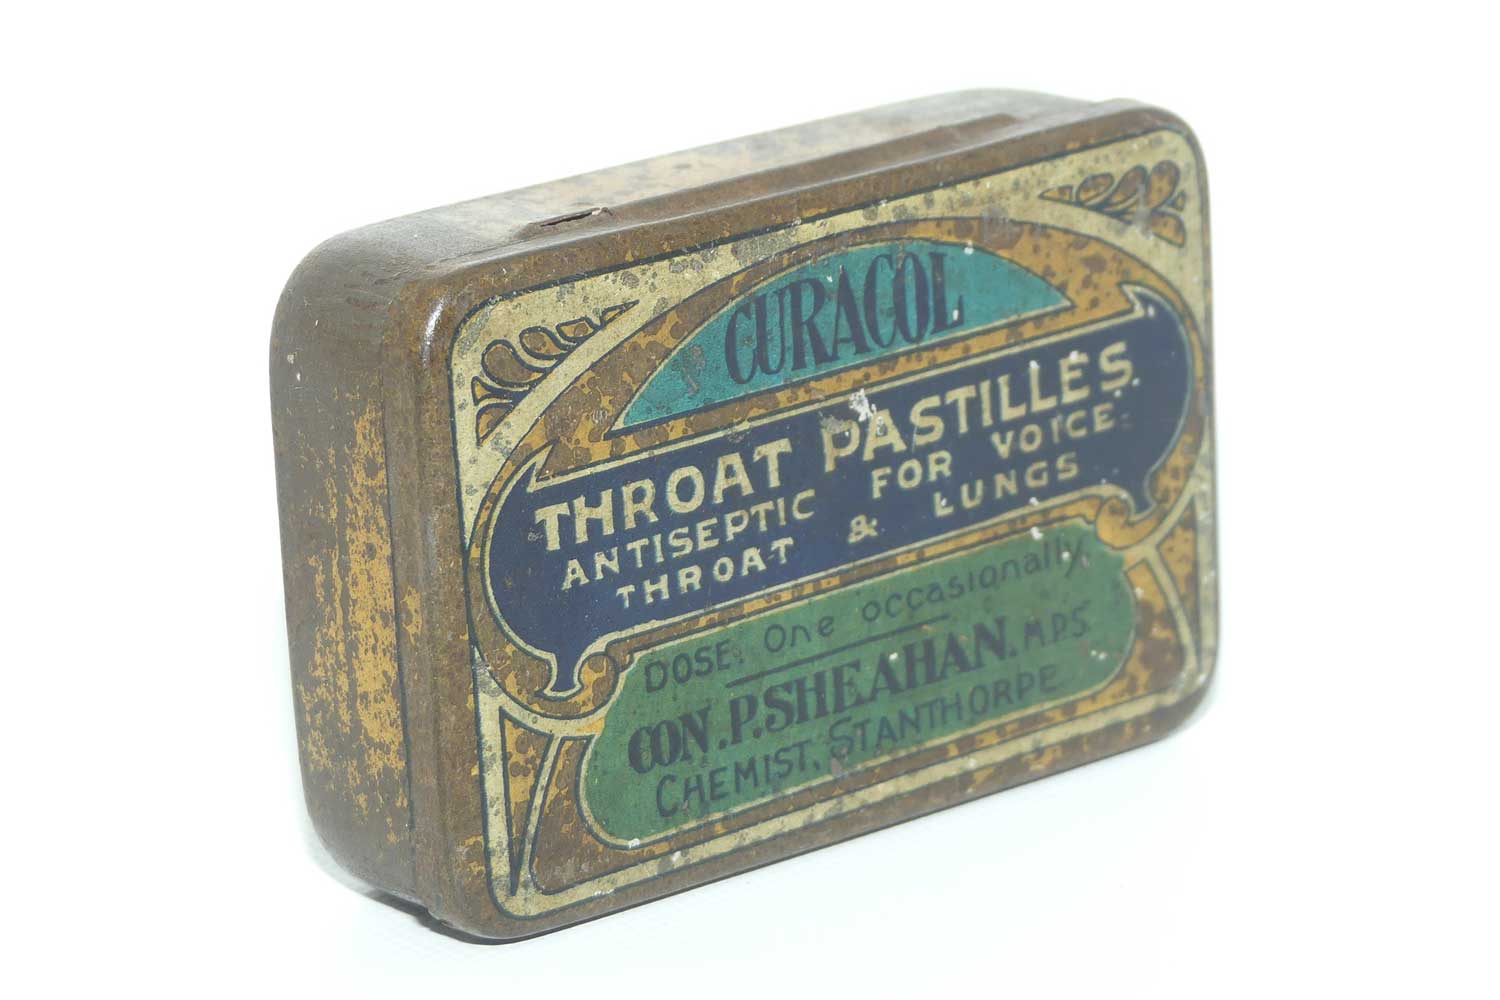 CURACOL
THROAT PASTILLES.
ANTISEPTIC FOR VOICE
THROAT & LUNGS
DOSE. One occasionally.
CON.P.SHEAHAN. M.P.S.
CHEMIST, STANTHORPE.